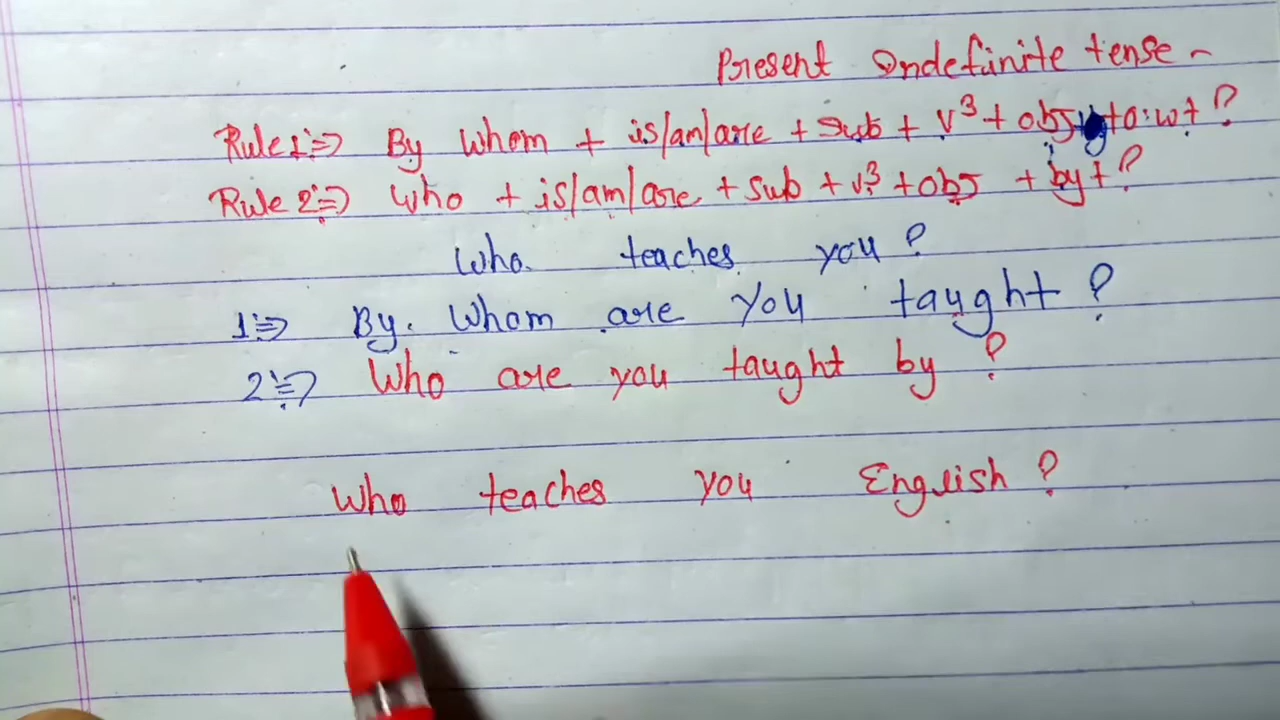 Present Indefinite tense -
Rule 1:⇒ By Whom + is/am/are + Sub + V³ + obj + o:wt ?
Rule 2:⇒ Who + is/am/are + Sub + V³ + obj + by + ?
Who teaches you ?
1:⇒ By Whom are You taught ?
2:⇒ Who are you taught by ?
Who teaches you English ?